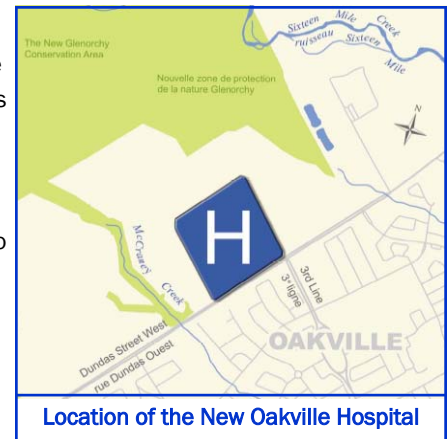 The New Glenorchy
Conservation Area
Nouvelle zone de protection
de la nature Glenorchy
Sixteen Mile Creek
ruisseau Sixteen Mile
McCraney Creek
H
3rd Line
3e ligne
Dundas Street West
rue Dundas Ouest
OAKVILLE
Location of the New Oakville Hospital